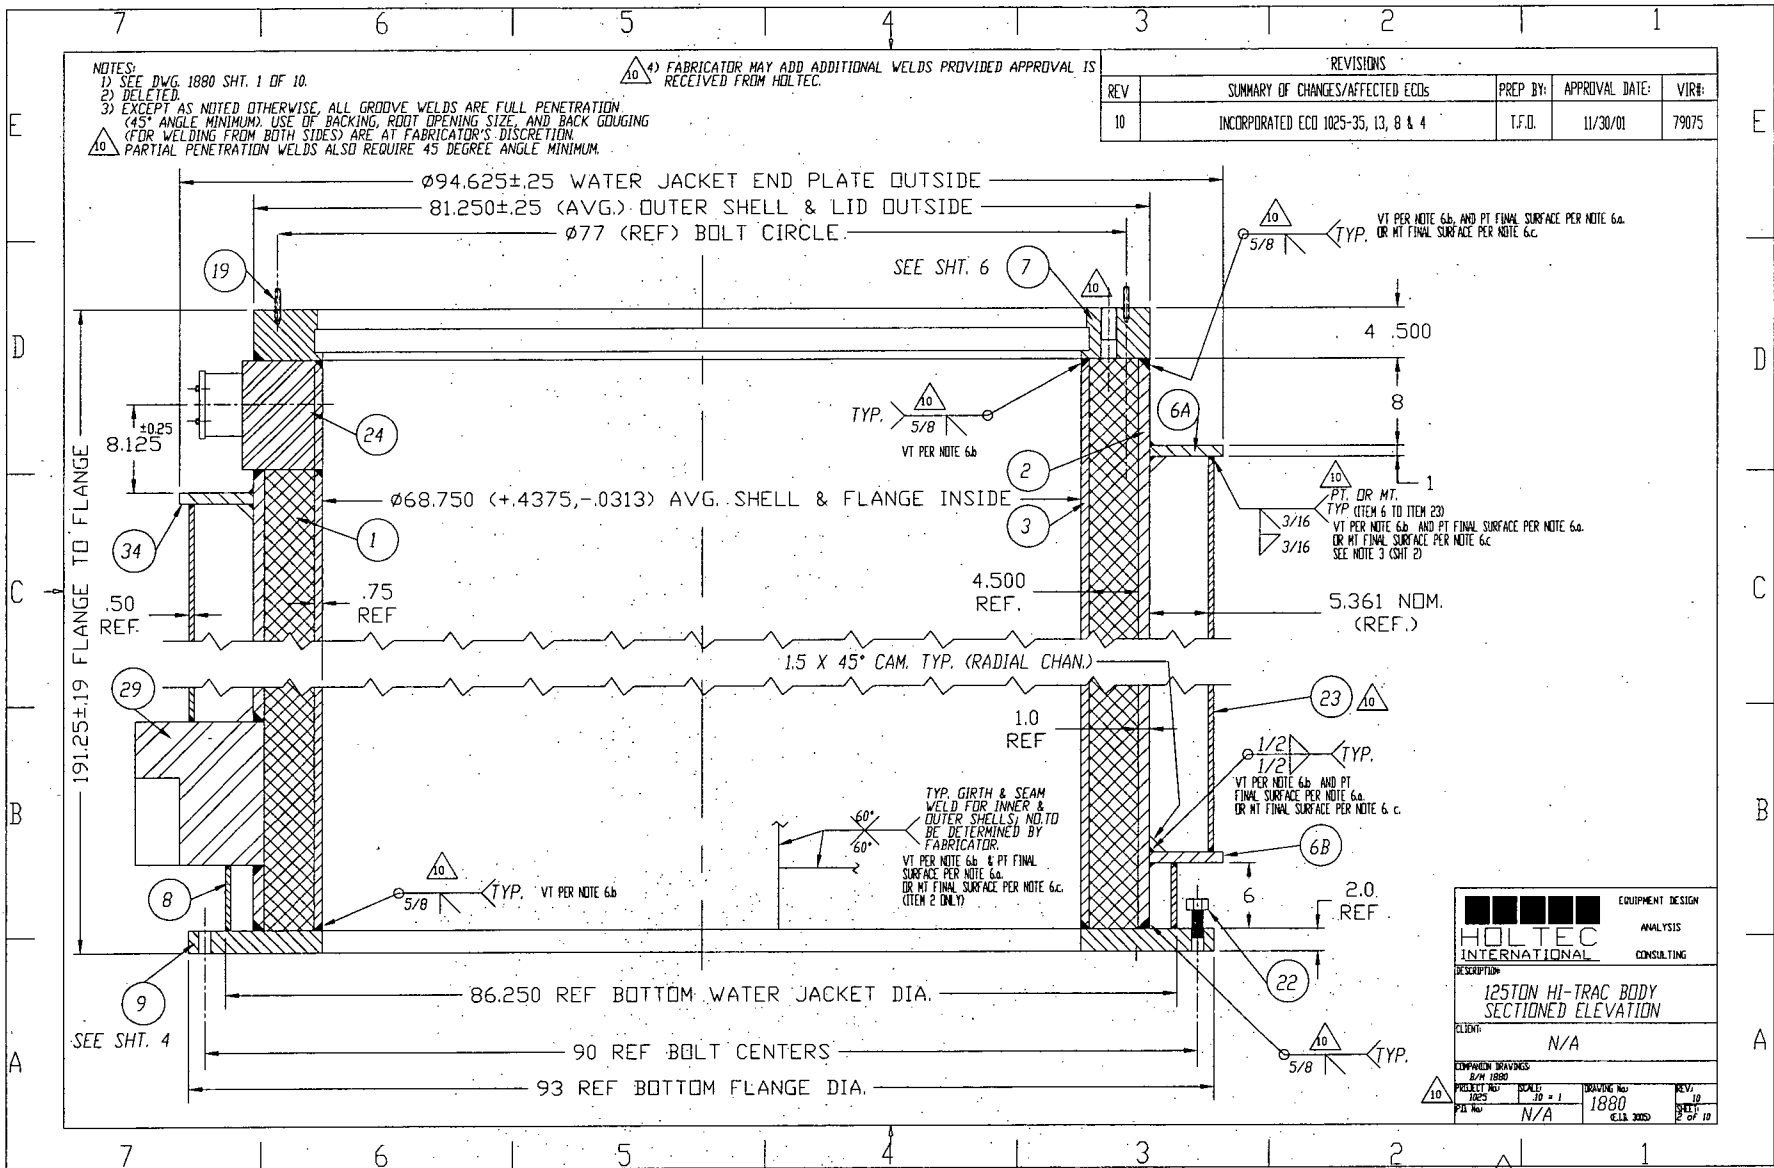 7 6 5 4 3 2 1
E
NOTES:
1) SEE DWG. 1880 SHT. 1 OF 10.
2) DELETED.
3) EXCEPT AS NOTED OTHERWISE, ALL GROOVE WELDS ARE FULL PENETRATION
(45° ANGLE MINIMUM). USE OF BACKING, ROOT OPENING SIZE, AND BACK GOUGING
(FOR WELDING FROM BOTH SIDES) ARE AT FABRICATOR'S DISCRETION.
10 PARTIAL PENETRATION WELDS ALSO REQUIRE 45 DEGREE ANGLE MINIMUM.
10 4) FABRICATOR MAY ADD ADDITIONAL WELDS PROVIDED APPROVAL IS
RECEIVED FROM HOLTEC.
REVISIONS
REV SUMMARY OF CHANGES/AFFECTED ECOs PREP BY: APPROVAL DATE: VIR#:
10 INCORPORATED ECO 1025-35, 13, 8 & 4 T.F.O. 11/30/01 79075
E
Ø94.625±.25 WATER JACKET END PLATE OUTSIDE
81.250±.25 (AVG.) OUTER SHELL & LID OUTSIDE
Ø77 (REF) BOLT CIRCLE
10
5/8
TYP.
VT PER NOTE 6.b, AND PT FINAL SURFACE PER NOTE 6.a.
OR MT FINAL SURFACE PER NOTE 6.c
19
SEE SHT. 6
7
10
4 .500
D
D
8.125 ±0.25
24
TYP.
10
5/8
VT PER NOTE 6.b
6A
8
2
1
191.25±.19 FLANGE TO FLANGE
Ø68.750 (+.4375,-.0313) AVG. SHELL & FLANGE INSIDE
3
10
PT. OR MT.
TYP (ITEM 6 TO ITEM 23)
3/16
3/16
VT PER NOTE 6.b AND PT FINAL SURFACE PER NOTE 6.a.
OR MT FINAL SURFACE PER NOTE 6.c
SEE NOTE 3 (SHT 2)
34
1
C
C
.50
REF.
.75
REF
4.500
REF.
5.361 NOM.
(REF.)
1.5 X 45° CAM. TYP. (RADIAL CHAN.)
29
23
10
1.0
REF
1/2
1/2
TYP.
VT PER NOTE 6.b AND PT
FINAL SURFACE PER NOTE 6.a.
OR MT FINAL SURFACE PER NOTE 6. c.
B
B
60°
60°
TYP. GIRTH & SEAM
WELD FOR INNER &
OUTER SHELLS; NO.TO
BE DETERMINED BY
FABRICATOR.
VT PER NOTE 6.b & PT FINAL
SURFACE PER NOTE 6.a.
OR MT FINAL SURFACE PER NOTE 6.c.
(ITEM 2 ONLY)
6B
8
10
5/8
TYP.
VT PER NOTE 6.b
6
2.0
REF
9
SEE SHT. 4
22
86.250 REF BOTTOM WATER JACKET DIA.
90 REF BOLT CENTERS
93 REF BOTTOM FLANGE DIA.
10
5/8
TYP.
A
A
HOLTEC
INTERNATIONAL
EQUIPMENT DESIGN
ANALYSIS
CONSULTING
DESCRIPTION:
125TON HI-TRAC BODY
SECTIONED ELEVATION
CLIENT:
N/A
COMPANION DRAWINGS:
B/M 1880
10
PROJECT No: 1025
SCALE: .10 = 1
DRAWING No: 1880
REV: 10
P.O. No: N/A
SHEET: 2 OF 10
7 6 5 4 3 2 1